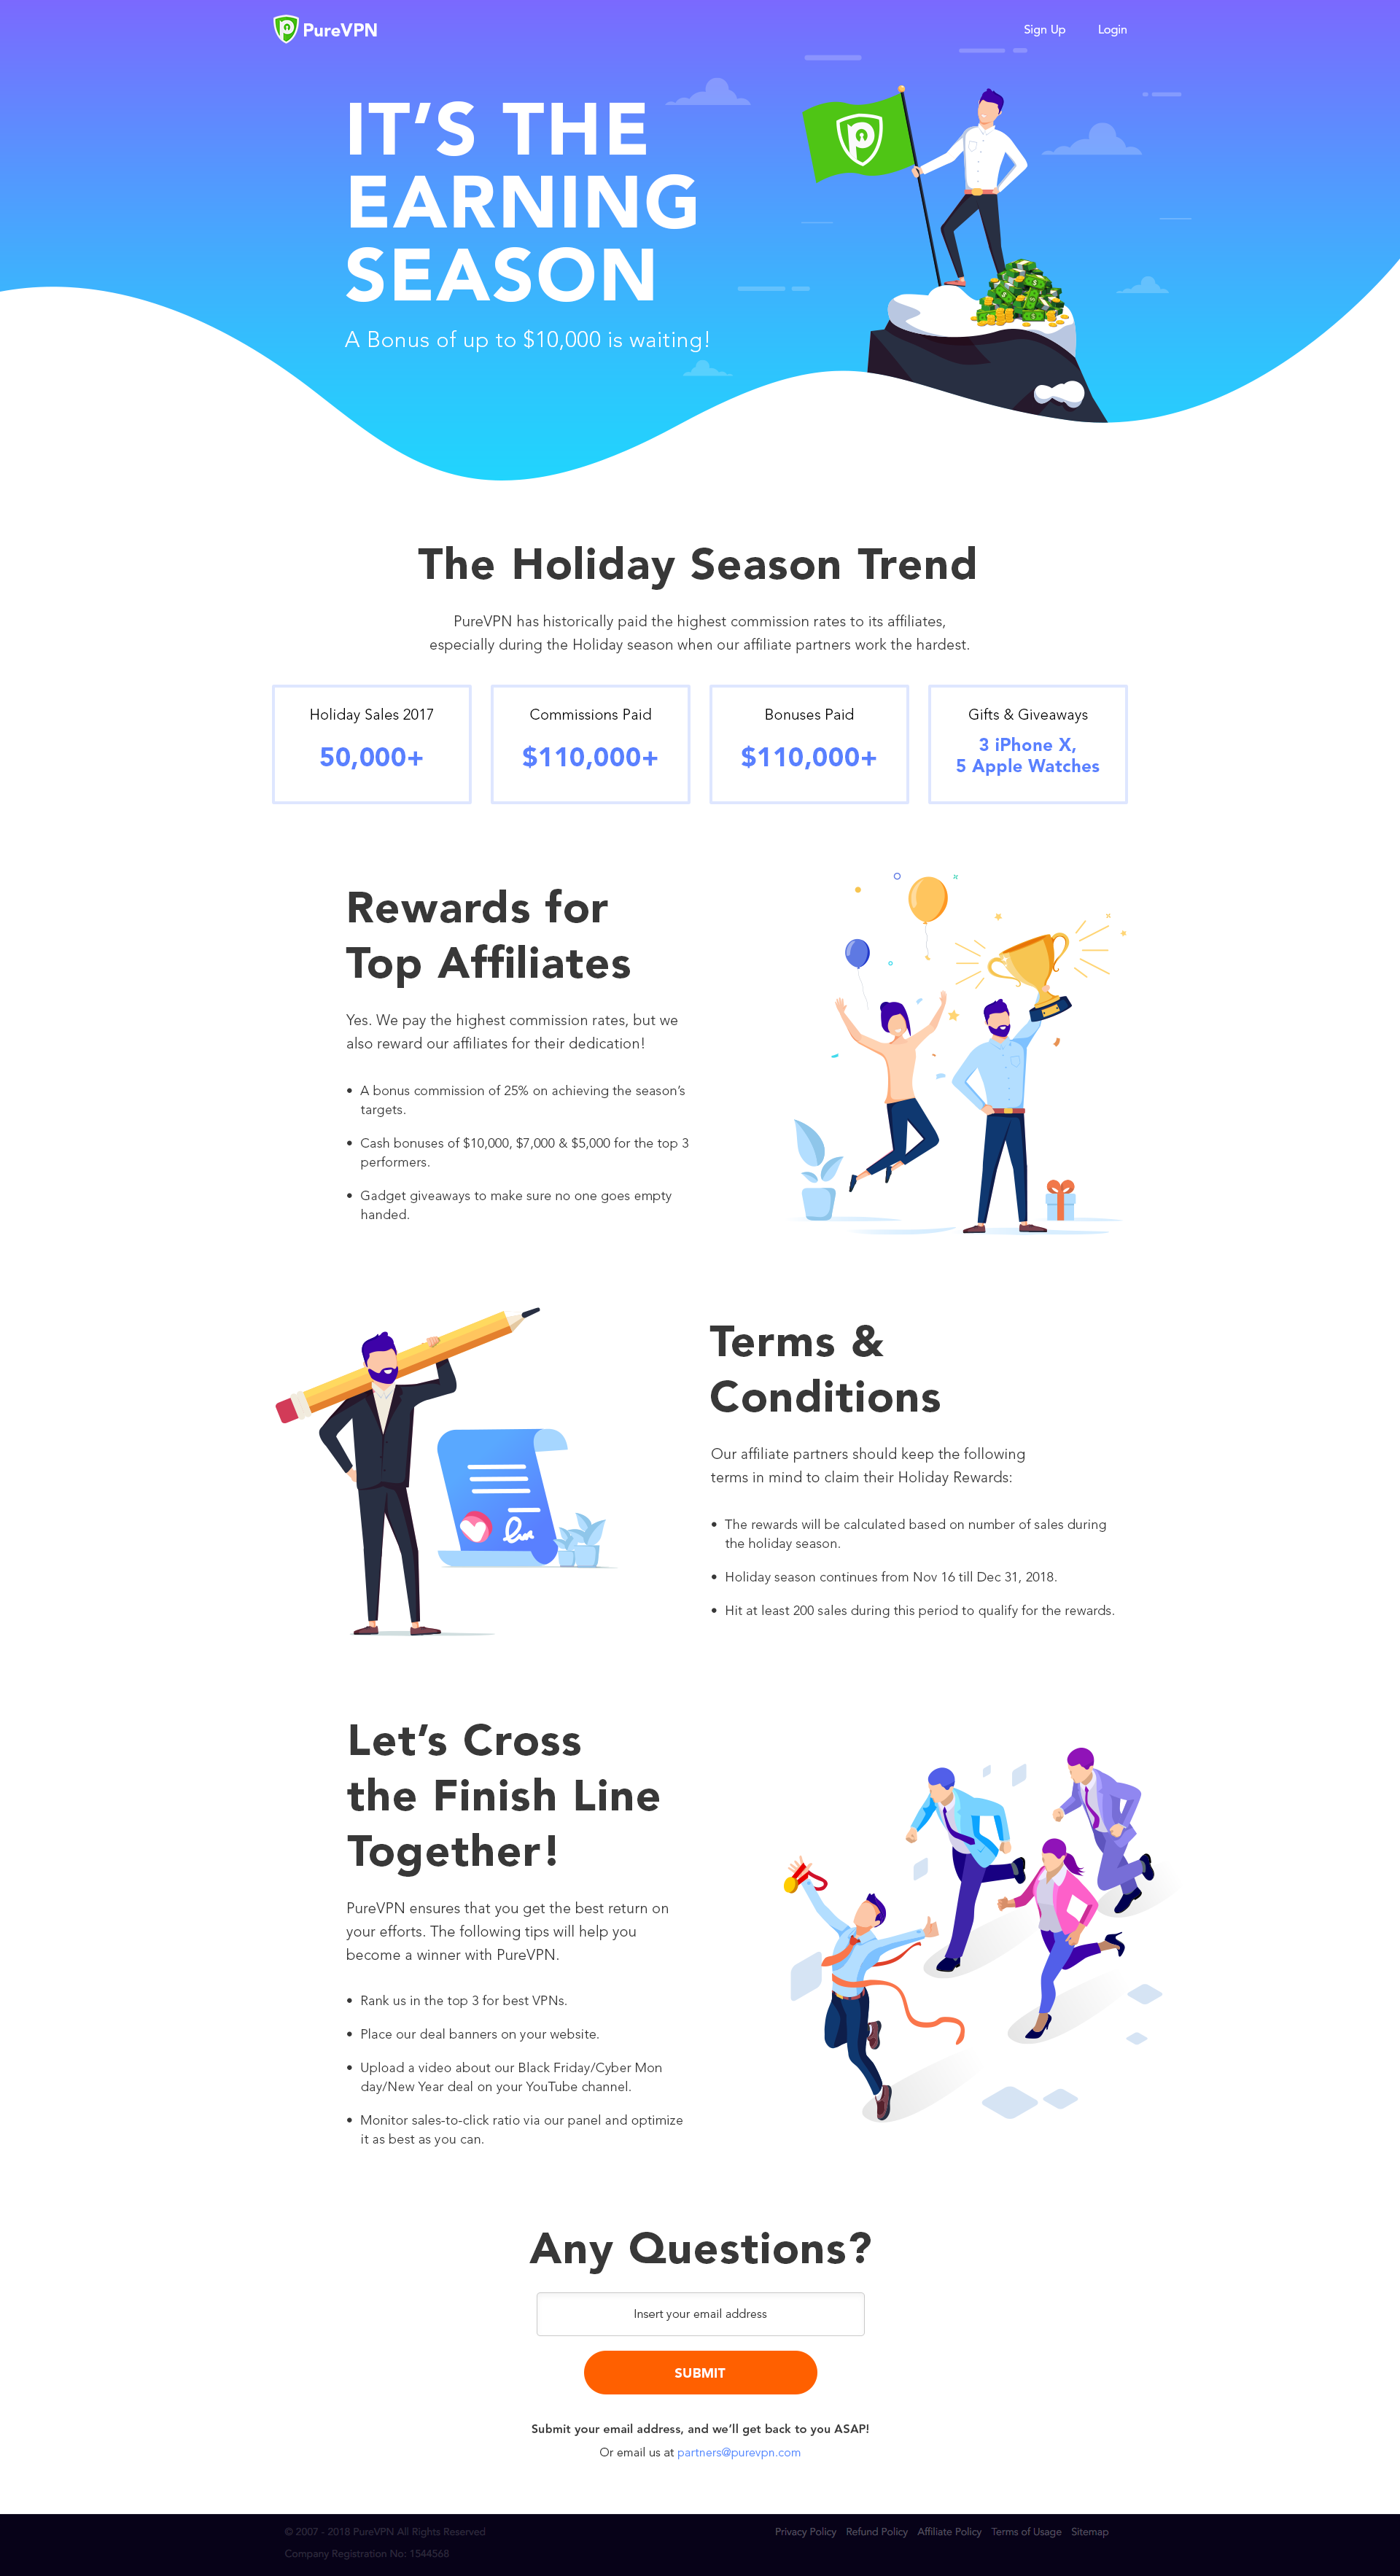 PureVPN
Sign Up Login
IT’S THE
EARNING
SEASON
A Bonus of up to $10,000 is waiting!
The Holiday Season Trend
PureVPN has historically paid the highest commission rates to its affiliates,
especially during the Holiday season when our affiliate partners work the hardest.
Holiday Sales 2017
50,000+
Commissions Paid
$110,000+
Bonuses Paid
$110,000+
Gifts & Giveaways
3 iPhone X,
5 Apple Watches
Rewards for
Top Affiliates
Yes. We pay the highest commission rates, but we
also reward our affiliates for their dedication!
• A bonus commission of 25% on achieving the season’s
targets.
• Cash bonuses of $10,000, $7,000 & $5,000 for the top 3
performers.
• Gadget giveaways to make sure no one goes empty
handed.
Terms &
Conditions
Our affiliate partners should keep the following
terms in mind to claim their Holiday Rewards:
• The rewards will be calculated based on number of sales during
the holiday season.
• Holiday season continues from Nov 16 till Dec 31, 2018.
• Hit at least 200 sales during this period to qualify for the rewards.
Let’s Cross
the Finish Line
Together!
PureVPN ensures that you get the best return on
your efforts. The following tips will help you
become a winner with PureVPN.
• Rank us in the top 3 for best VPNs.
• Place our deal banners on your website.
• Upload a video about our Black Friday/Cyber Mon
day/New Year deal on your YouTube channel.
• Monitor sales-to-click ratio via our panel and optimize
it as best as you can.
Any Questions?
Insert your email address
SUBMIT
Submit your email address, and we’ll get back to you ASAP!
Or email us at partners@purevpn.com
© 2007 - 2018 PureVPN All Rights Reserved
Privacy Policy Refund Policy Affiliate Policy Terms of Usage Sitemap
Company Registration No: 1544568